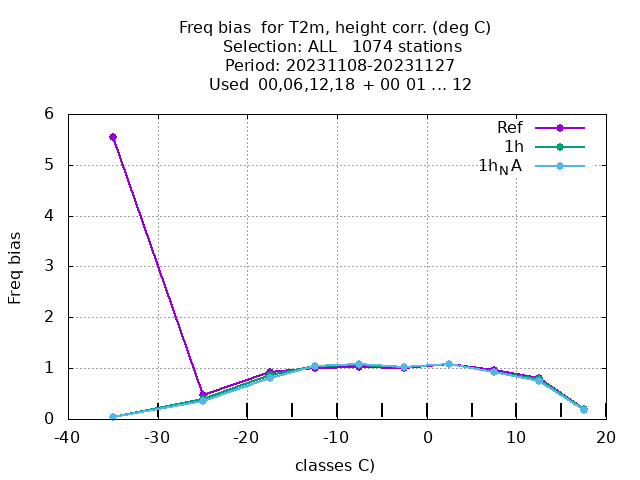 Freq bias  for T2m, height corr. (deg C)
Selection: ALL   1074 stations
Period: 20231108-20231127
Used  00,06,12,18  + 00 01 ... 12
Ref
1h
1h_NA
Freq bias
6
5
4
3
2
1
0
-40 -30 -20 -10 0 10 20
classes C)